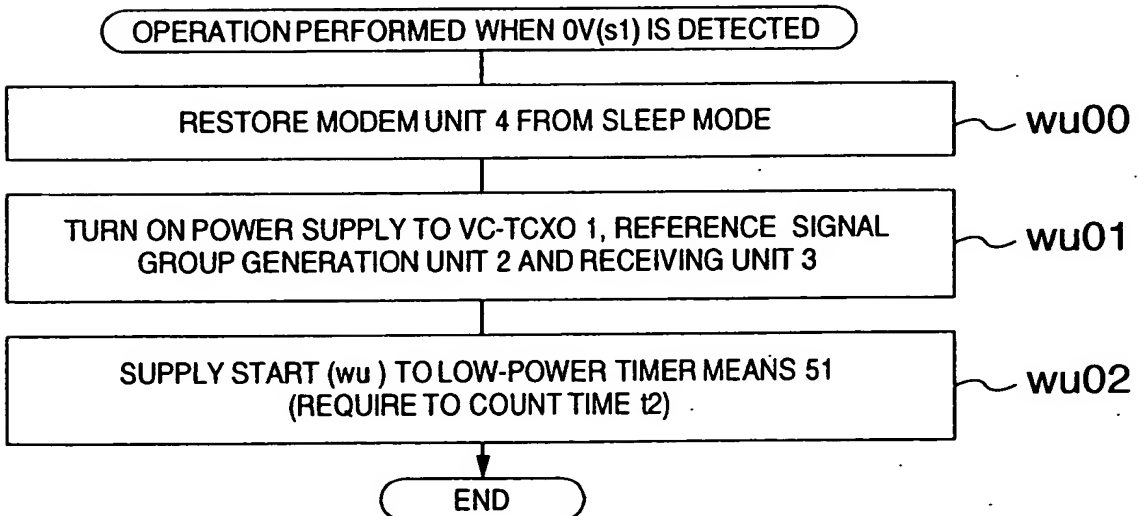 OPERATION PERFORMED WHEN 0V(s1) IS DETECTED
RESTORE MODEM UNIT 4 FROM SLEEP MODE
wu00
TURN ON POWER SUPPLY TO VC-TCXO 1, REFERENCE SIGNAL
GROUP GENERATION UNIT 2 AND RECEIVING UNIT 3
wu01
SUPPLY START (wu ) TO LOW-POWER TIMER MEANS 51
(REQUIRE TO COUNT TIME t2)
wu02
END